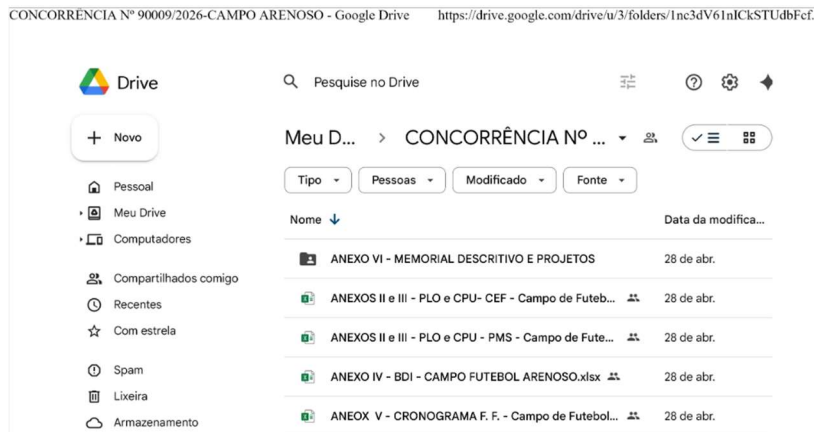 CONCORRÊNCIA Nº 90009/2026-CAMPO ARENOSO - Google Drive https://drive.google.com/drive/u/3/folders/1nc3dV61nICkSTUdbFcf.
Drive
Pesquise no Drive
Novo
Meu D... > CONCORRÊNCIA Nº ...
Tipo Pessoas Modificado Fonte
Pessoal
Meu Drive
Computadores
Compartilhados comigo
Recentes
Com estrela
Spam
Lixeira
Armazenamento
Nome Data da modifica...
ANEXO VI - MEMORIAL DESCRITIVO E PROJETOS 28 de abr.
ANEXOS II e III - PLO e CPU- CEF - Campo de Futeb... 28 de abr.
ANEXOS II e III - PLO e CPU - PMS - Campo de Fute... 28 de abr.
ANEXO IV - BDI - CAMPO FUTEBOL ARENOSO.xlsx 28 de abr.
ANEOX V - CRONOGRAMA F. F. - Campo de Futebol... 28 de abr.